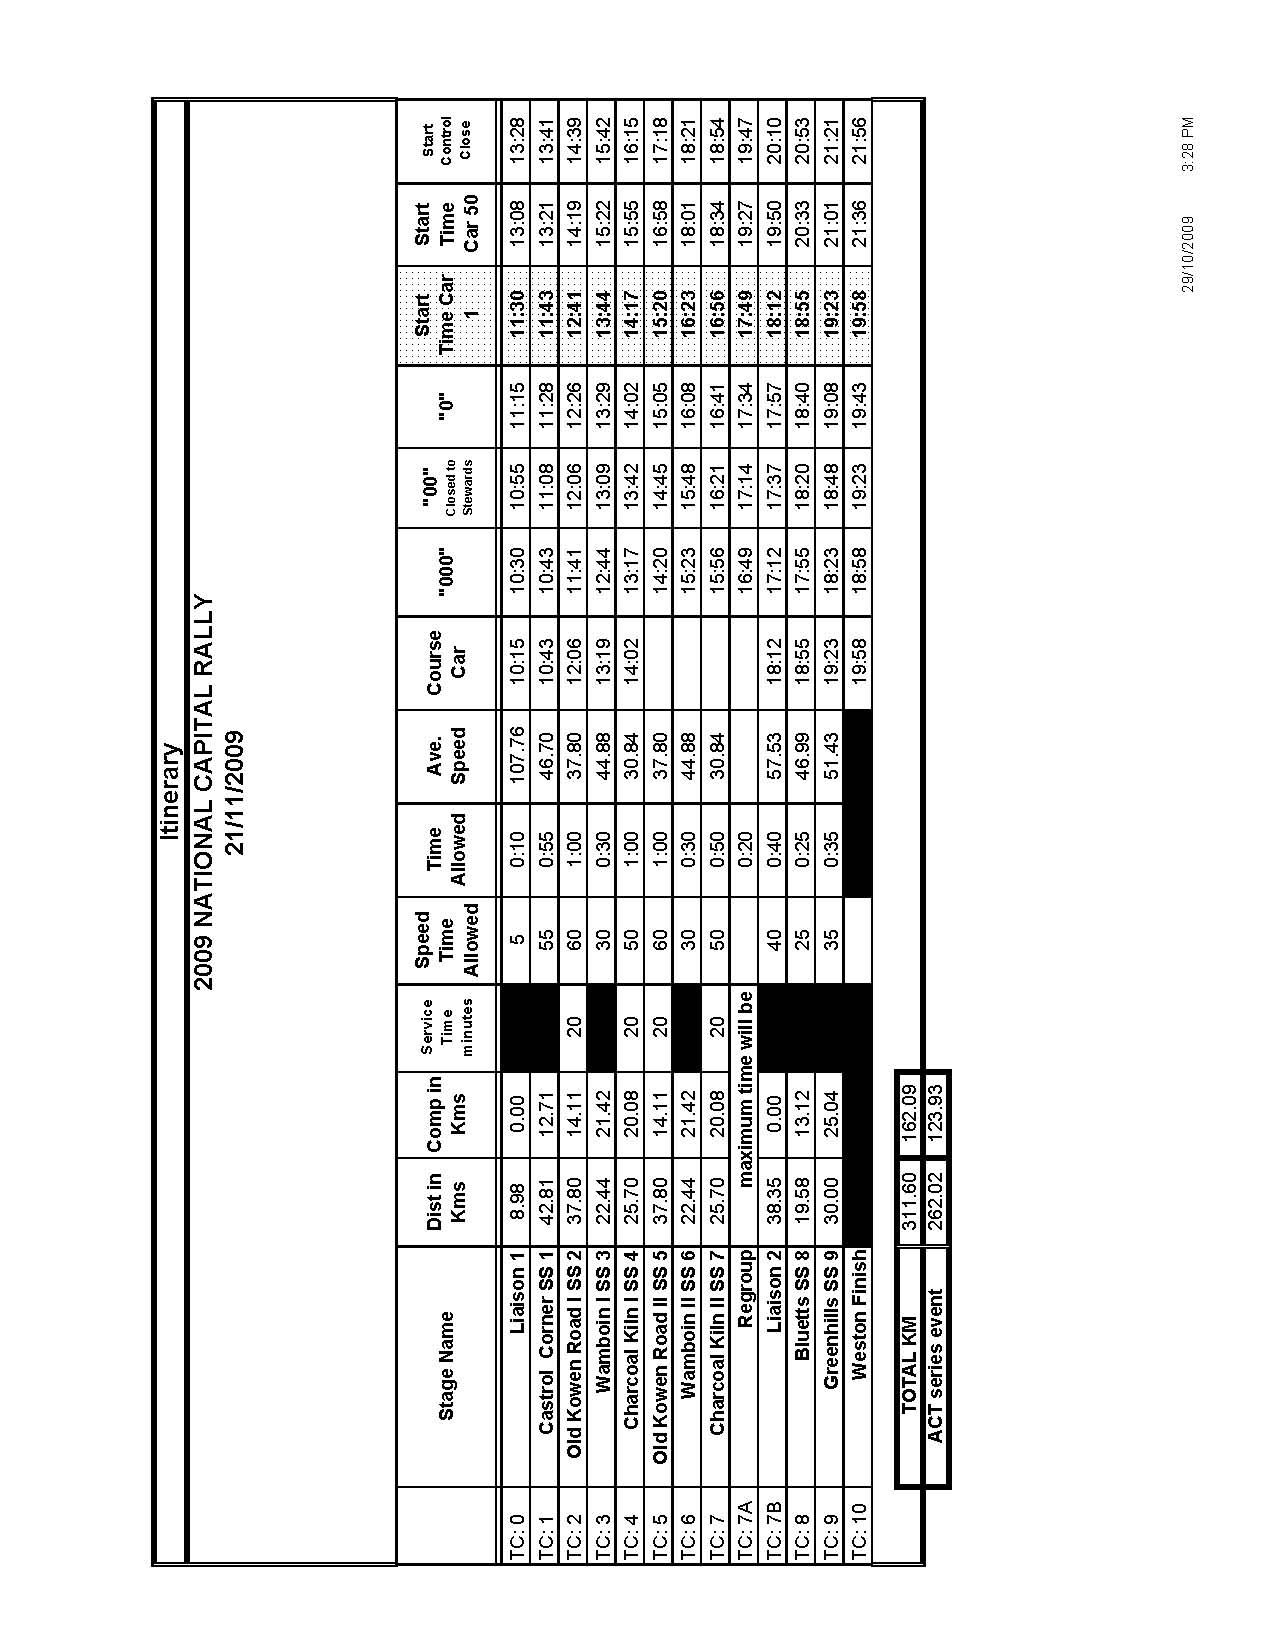 Itinerary
2009 NATIONAL CAPITAL RALLY
21/11/2009
Stage Name Dist in Kms Comp in Kms Service Time minutes Speed Time Allowed Time Allowed Ave. Speed Course Car "000" "00" Closed to Stewards "0" Start Time Car 1 Start Time Car 50 Start Control Close
TC: 0 Liaison 1 8.98 0.00 5 0:10 107.76 10:15 10:30 10:55 11:15 11:30 13:08 13:28
TC: 1 Castrol Corner SS 1 42.81 12.71 55 0:55 46.70 10:43 10:43 11:08 11:28 11:43 13:21 13:41
TC: 2 Old Kowen Road I SS 2 37.80 14.11 20 60 1:00 37.80 12:06 11:41 12:06 12:26 12:41 14:19 14:39
TC: 3 Wamboin I SS 3 22.44 21.42 30 0:30 44.88 13:19 12:44 13:09 13:29 13:44 15:22 15:42
TC: 4 Charcoal Kiln I SS 4 25.70 20.08 20 50 1:00 30.84 14:02 13:17 13:42 14:02 14:17 15:55 16:15
TC: 5 Old Kowen Road II SS 5 37.80 14.11 20 60 1:00 37.80 14:20 14:45 15:05 15:20 16:58 17:18
TC: 6 Wamboin II SS 6 22.44 21.42 30 0:30 44.88 15:23 15:48 16:08 16:23 18:01 18:21
TC: 7 Charcoal Kiln II SS 7 25.70 20.08 20 50 0:50 30.84 15:56 16:21 16:41 16:56 18:34 18:54
TC: 7A Regroup maximum time will be 0:20 16:49 17:14 17:34 17:49 19:27 19:47
TC: 7B Liaison 2 38.35 0.00 40 0:40 57.53 18:12 17:12 17:37 17:57 18:12 19:50 20:10
TC: 8 Bluetts SS 8 19.58 13.12 25 0:25 46.99 18:55 17:55 18:20 18:40 18:55 20:33 20:53
TC: 9 Greenhills SS 9 30.00 25.04 35 0:35 51.43 19:23 18:23 18:48 19:08 19:23 21:01 21:21
TC: 10 Weston Finish 19:58 18:58 19:23 19:43 19:58 21:36 21:56
TOTAL KM 311.60 162.09
ACT series event 262.02 123.93
29/10/2009 3:28 PM